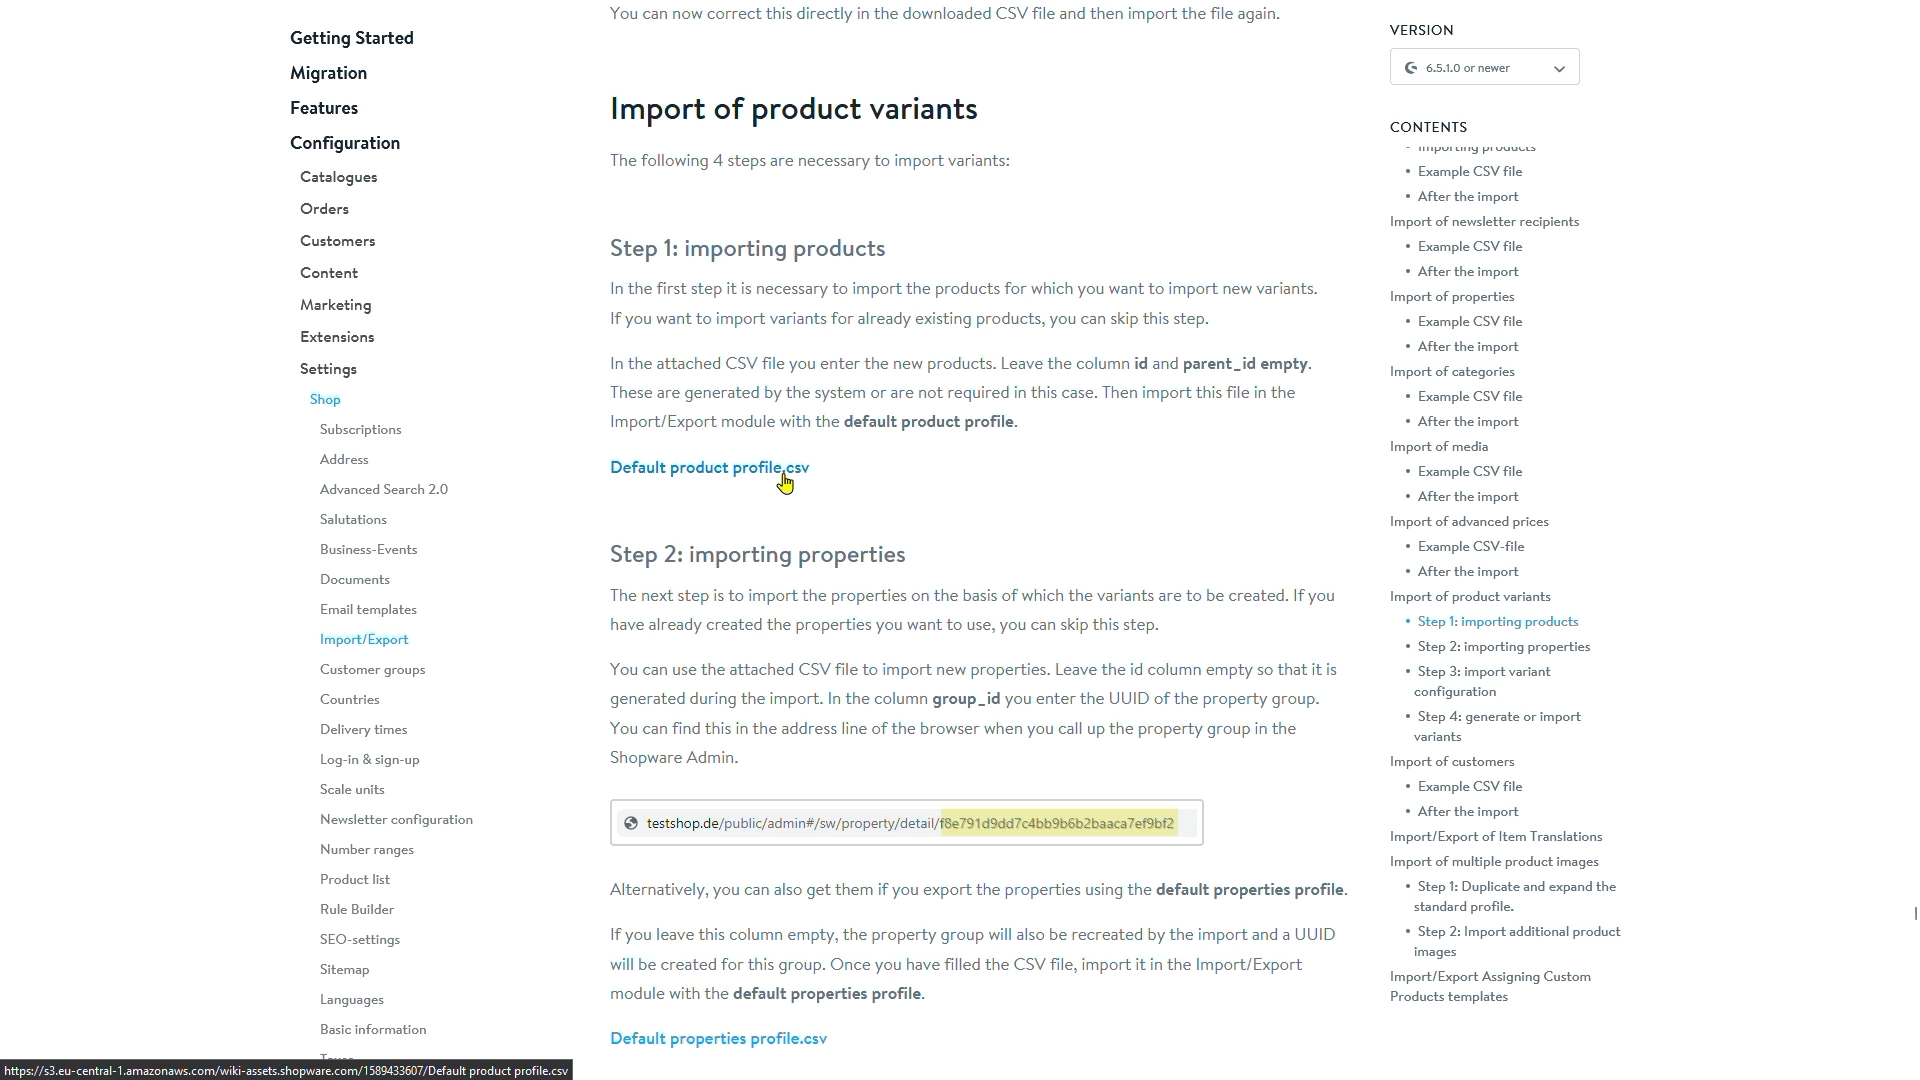 Getting Started
Migration
Features
Configuration
Catalogues
Orders
Customers
Content
Marketing
Extensions
Settings
Shop
Subscriptions
Address
Advanced Search 2.0
Salutations
Business-Events
Documents
Email templates
Import/Export
Customer groups
Countries
Delivery times
Log-in & sign-up
Scale units
Newsletter configuration
Number ranges
Product list
Rule Builder
SEO-settings
Sitemap
Languages
Basic information
Taxes
You can now correct this directly in the downloaded CSV file and then import the file again.
Import of product variants
The following 4 steps are necessary to import variants:
Step 1: importing products
In the first step it is necessary to import the products for which you want to import new variants.
If you want to import variants for already existing products, you can skip this step.
In the attached CSV file you enter the new products. Leave the column id and parent_id empty.
These are generated by the system or are not required in this case. Then import this file in the
Import/Export module with the default product profile.
Default product profile.csv
Step 2: importing properties
The next step is to import the properties on the basis of which the variants are to be created. If you
have already created the properties you want to use, you can skip this step.
You can use the attached CSV file to import new properties. Leave the id column empty so that it is
generated during the import. In the column group_id you enter the UUID of the property group.
You can find this in the address line of the browser when you call up the property group in the
Shopware Admin.
testshop.de/public/admin#/sw/property/detail/f8e791d9dd7c4bb9b6b2baaca7ef9bf2
Alternatively, you can also get them if you export the properties using the default properties profile.
If you leave this column empty, the property group will also be recreated by the import and a UUID
will be created for this group. Once you have filled the CSV file, import it in the Import/Export
module with the default properties profile.
Default properties profile.csv
VERSION
6.5.1.0 or newer
CONTENTS
• Importing products
• Example CSV file
• After the import
Import of newsletter recipients
• Example CSV file
• After the import
Import of properties
• Example CSV file
• After the import
Import of categories
• Example CSV file
• After the import
Import of media
• Example CSV file
• After the import
Import of advanced prices
• Example CSV-file
• After the import
Import of product variants
• Step 1: importing products
• Step 2: importing properties
• Step 3: import variant
configuration
• Step 4: generate or import
variants
Import of customers
• Example CSV file
• After the import
Import/Export of Item Translations
Import of multiple product images
• Step 1: Duplicate and expand the
standard profile.
• Step 2: Import additional product
images
Import/Export Assigning Custom
Products templates
https://s3.eu-central-1.amazonaws.com/wiki-assets.shopware.com/1589433607/Default product profile.csv